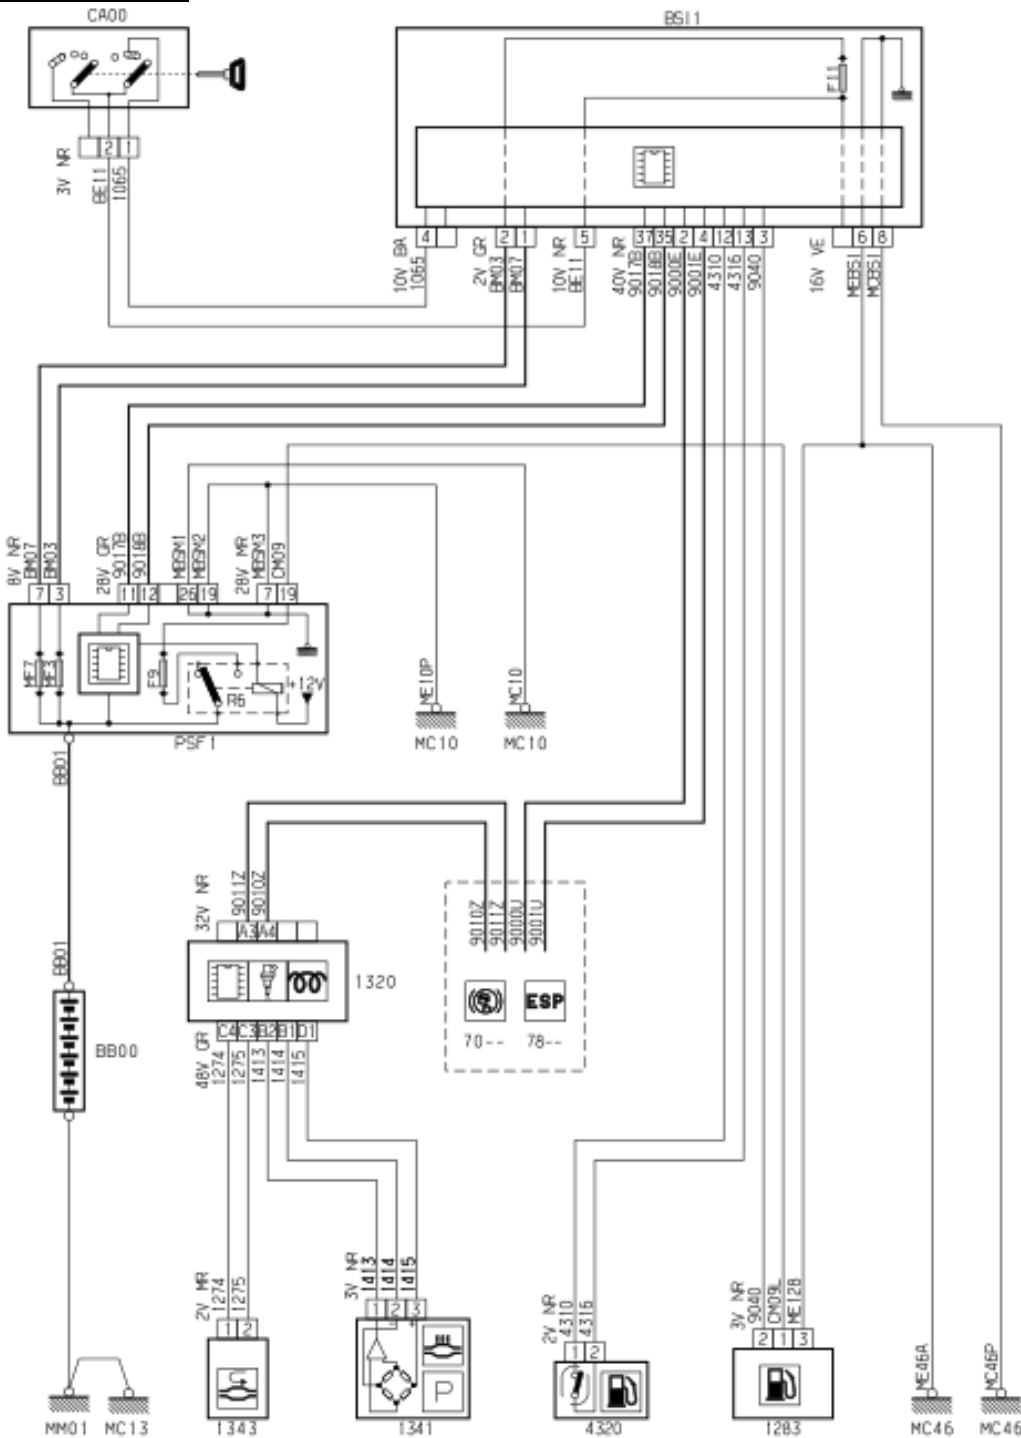 CA00
BSI1
F11
2 1
3V NR
BE11
1065
4
2 1
5
37 35 2 4 12 13 3
6 8
10V BA
1065
2V GR
BM03
BM07
10V NR
BE11
40V NR
9017B
9018B
9000E
9001E
4310
4316
9040
16V VE
MEBSI
MCBSI
8V NR
BM07
BM03
28V GR
9017B
9018B
MBSM1
MBSM2
28V MR
MBSM3
CM09
7 3
11 12
26 19
7 19
MF7
MF3
F9
R6
+12V
PSF1
ME10P
MC10
MC10
MC10
BB01
32V NR
9011Z
9010Z
A3 A4
9010Z
9011Z
9000U
9001U
1320
ESP
70-- 78--
BB01
BB00
C4 C3 B2 B1 D1
48V GR
1274
1275
1413
1414
1415
2V MR
1274
1275
3V NR
1413
1414
1415
2V NR
4310
4316
3V NR
9040
CM09L
ME128
ME46A
MC46P
1 2
1 2 3
1 2
2 1 3
P
MM01 MC13
1343
1341
4320
1283
MC46
MC46